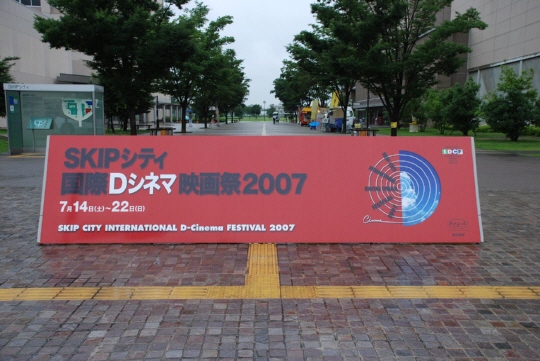 SKIPシティ
国際Dシネマ映画祭2007
7月14日(土)~22日(日)
SKIP CITY INTERNATIONAL D-Cinema FESTIVAL 2007
Cinema